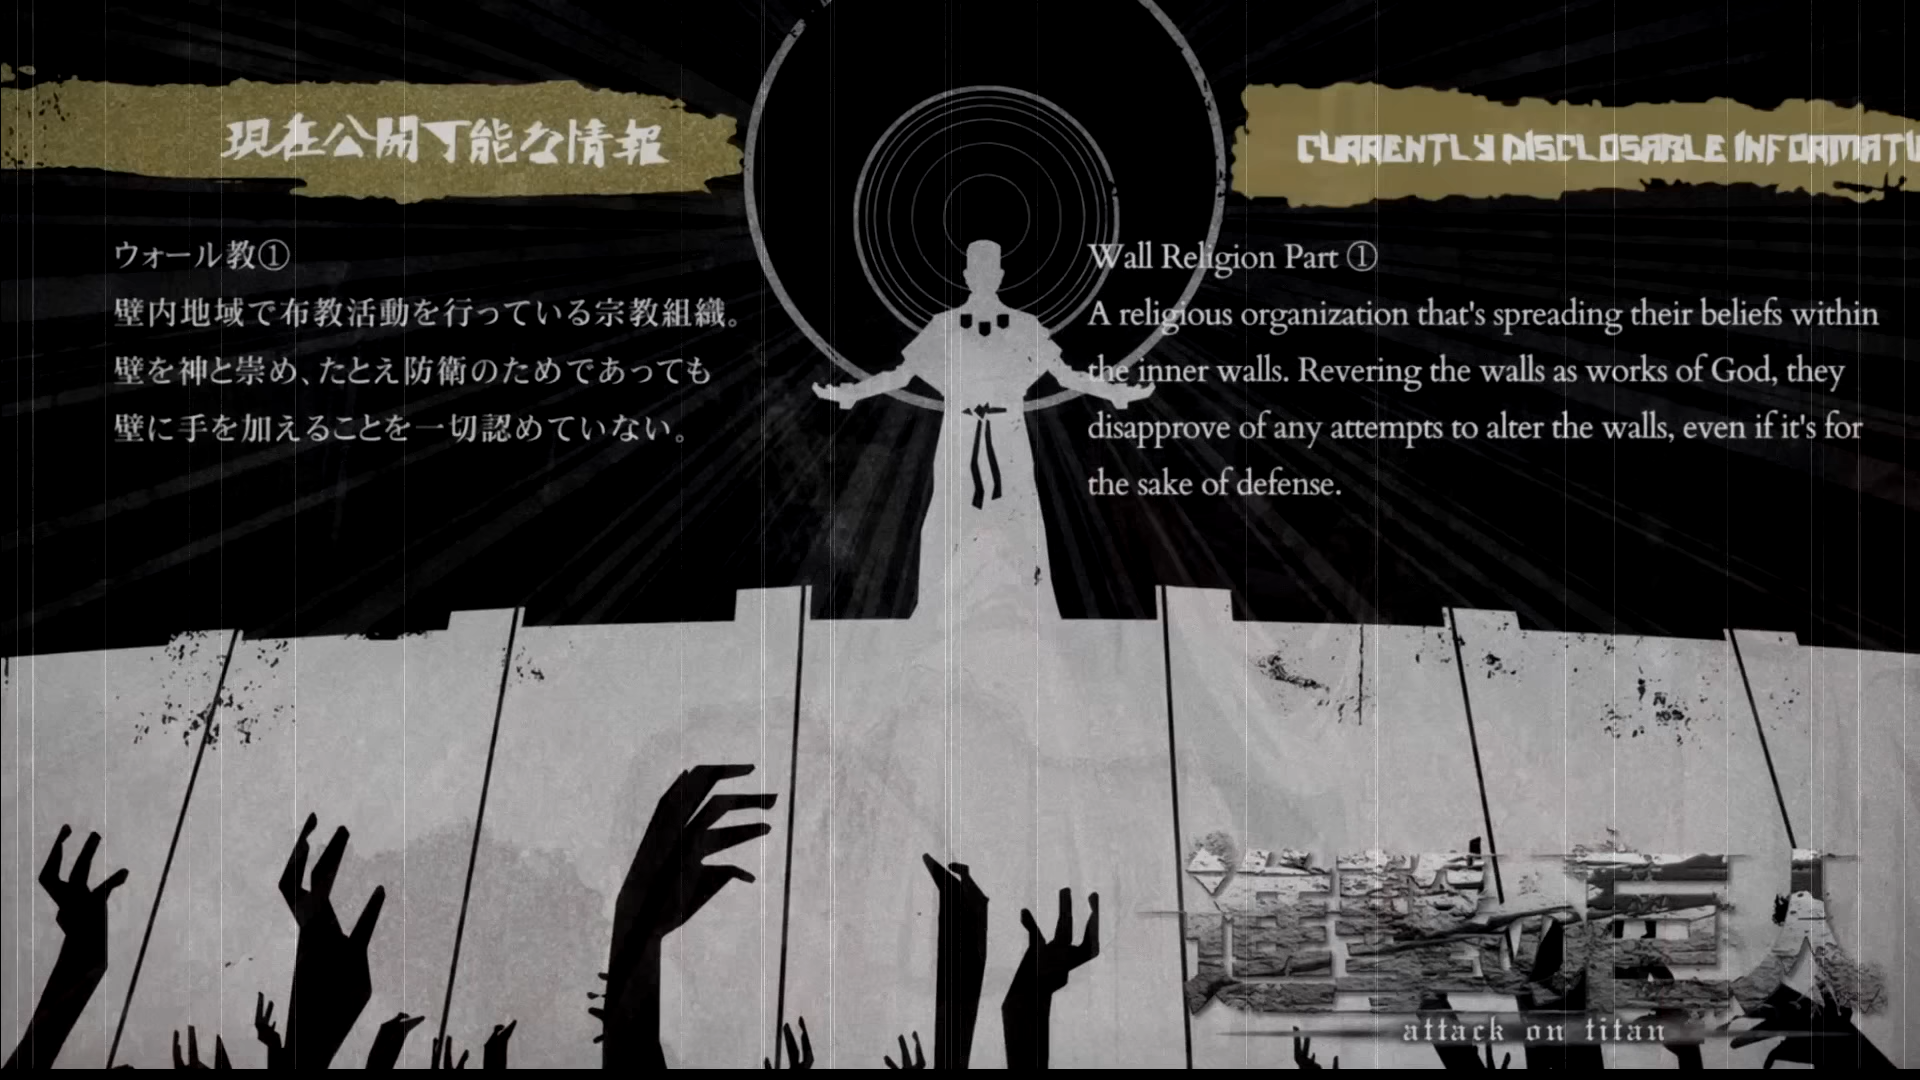 現在公開可能な情報
ウォール教①
壁内地域で布教活動を行っている宗教組織。
壁を神と崇め、たとえ防衛のためであっても
壁に手を加えることを一切認めていない。
CURRENTLY DISCLOSABLE INFORMATI
Wall Religion Part ①
A religious organization that's spreading their beliefs within
the inner walls. Revering the walls as works of God, they
disapprove of any attempts to alter the walls, even if it's for
the sake of defense.
進撃の巨人
attack on titan